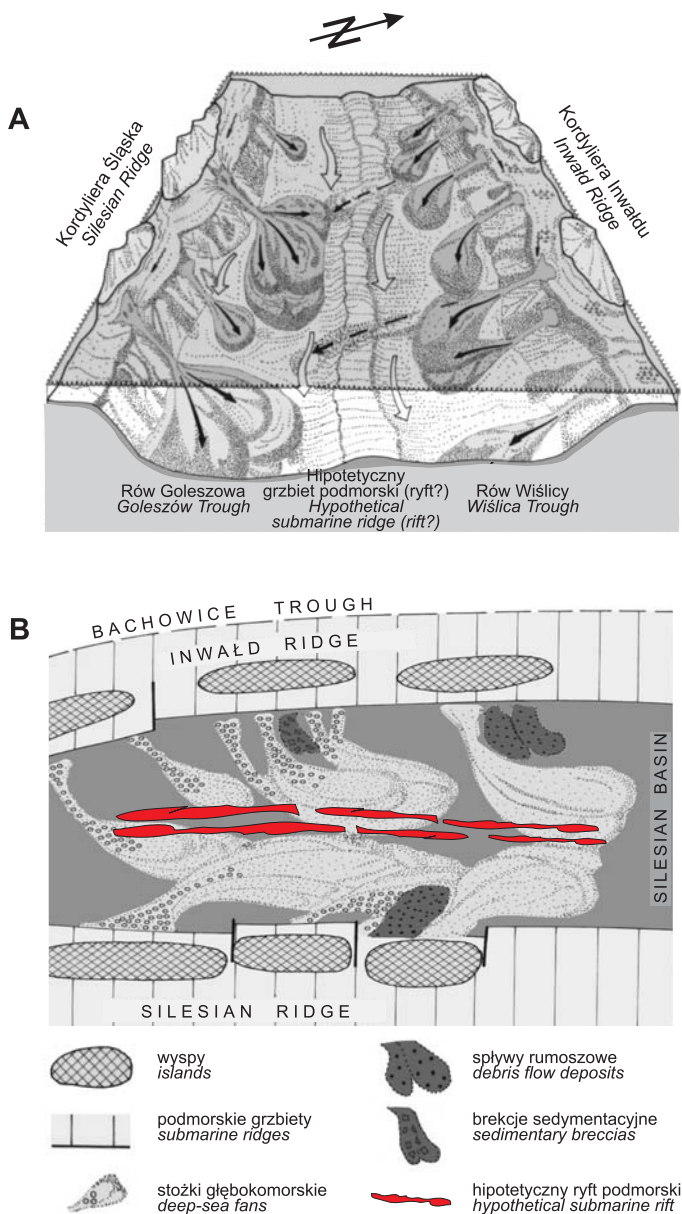 N
A
Kordyliera Śląska
Silesian Ridge
Kordyliera Inwałdu
Inwałd Ridge
Rów Goleszowa
Goleszów Trough
Hipotetyczny
grzbiet podmorski (ryft?)
Hypothetical
submarine ridge (rift?)
Rów Wiślicy
Wiślica Trough
B
BACHOWICE TROUGH
INWAŁD RIDGE
SILESIAN BASIN
SILESIAN RIDGE
wyspy
islands
podmorskie grzbiety
submarine ridges
stożki głębokomorskie
deep-sea fans
spływy rumoszowe
debris flow deposits
brekcje sedymentacyjne
sedimentary breccias
hipotetyczny ryft podmorski
hypothetical submarine rift